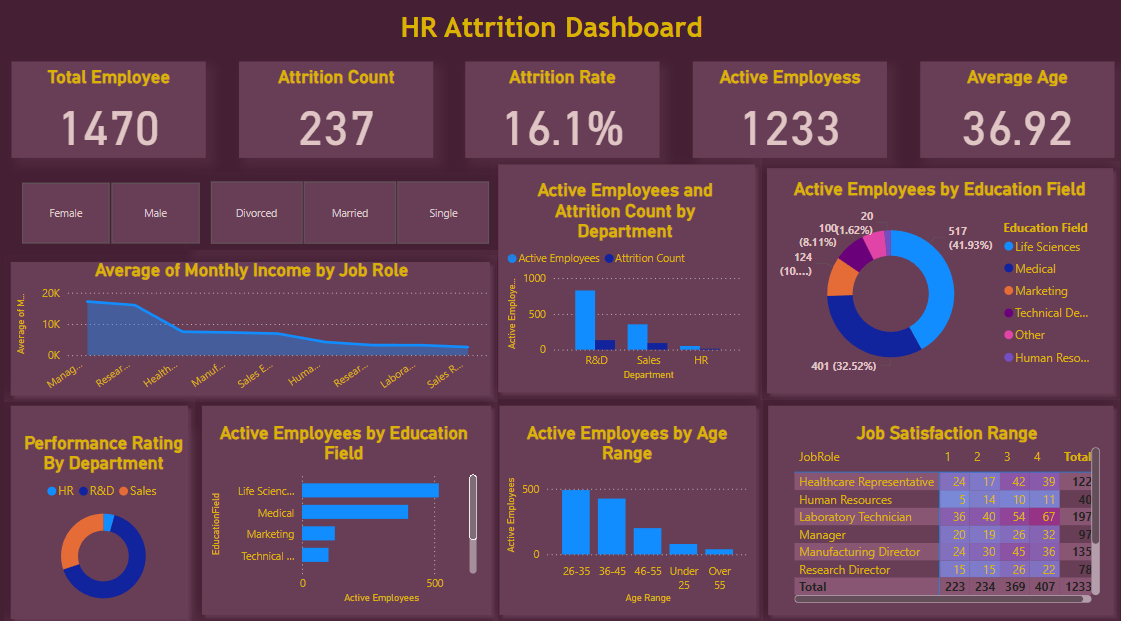 HR Attrition Dashboard
Total Employee
1470
Attrition Count
237
Attrition Rate
16.1%
Active Employess
1233
Average Age
36.92
Female
Male
Divorced
Married
Single
Average of Monthly Income by Job Role
Average of M...
20K
10K
0K
Manag...
Resear...
Health...
Manuf...
Sales E...
Huma...
Resear...
Labora...
Sales R...
Active Employees and
Attrition Count by
Department
Active Employees
Attrition Count
Active Employe...
1000
500
0
R&D
Sales
HR
Department
Active Employees by Education Field
20
(1.62%)
100
(8.11%)
124
(10....)
517
(41.93%)
401 (32.52%)
Education Field
Life Sciences
Medical
Marketing
Technical De...
Other
Human Reso...
Performance Rating
By Department
HR
R&D
Sales
Active Employees by Education
Field
EducationField
Life Scienc...
Medical
Marketing
Technical ...
0
500
Active Employees
Active Employees by Age
Range
Active Employees
500
0
26-35
36-45
46-55
Under
25
Over
55
Age Range
Job Satisfaction Range
JobRole 1 2 3 4 Total
Healthcare Representative 24 17 42 39 122
Human Resources 5 14 10 11 40
Laboratory Technician 36 40 54 67 197
Manager 20 19 26 32 97
Manufacturing Director 24 30 45 36 135
Research Director 15 15 26 22 78
Total 223 234 369 407 1233